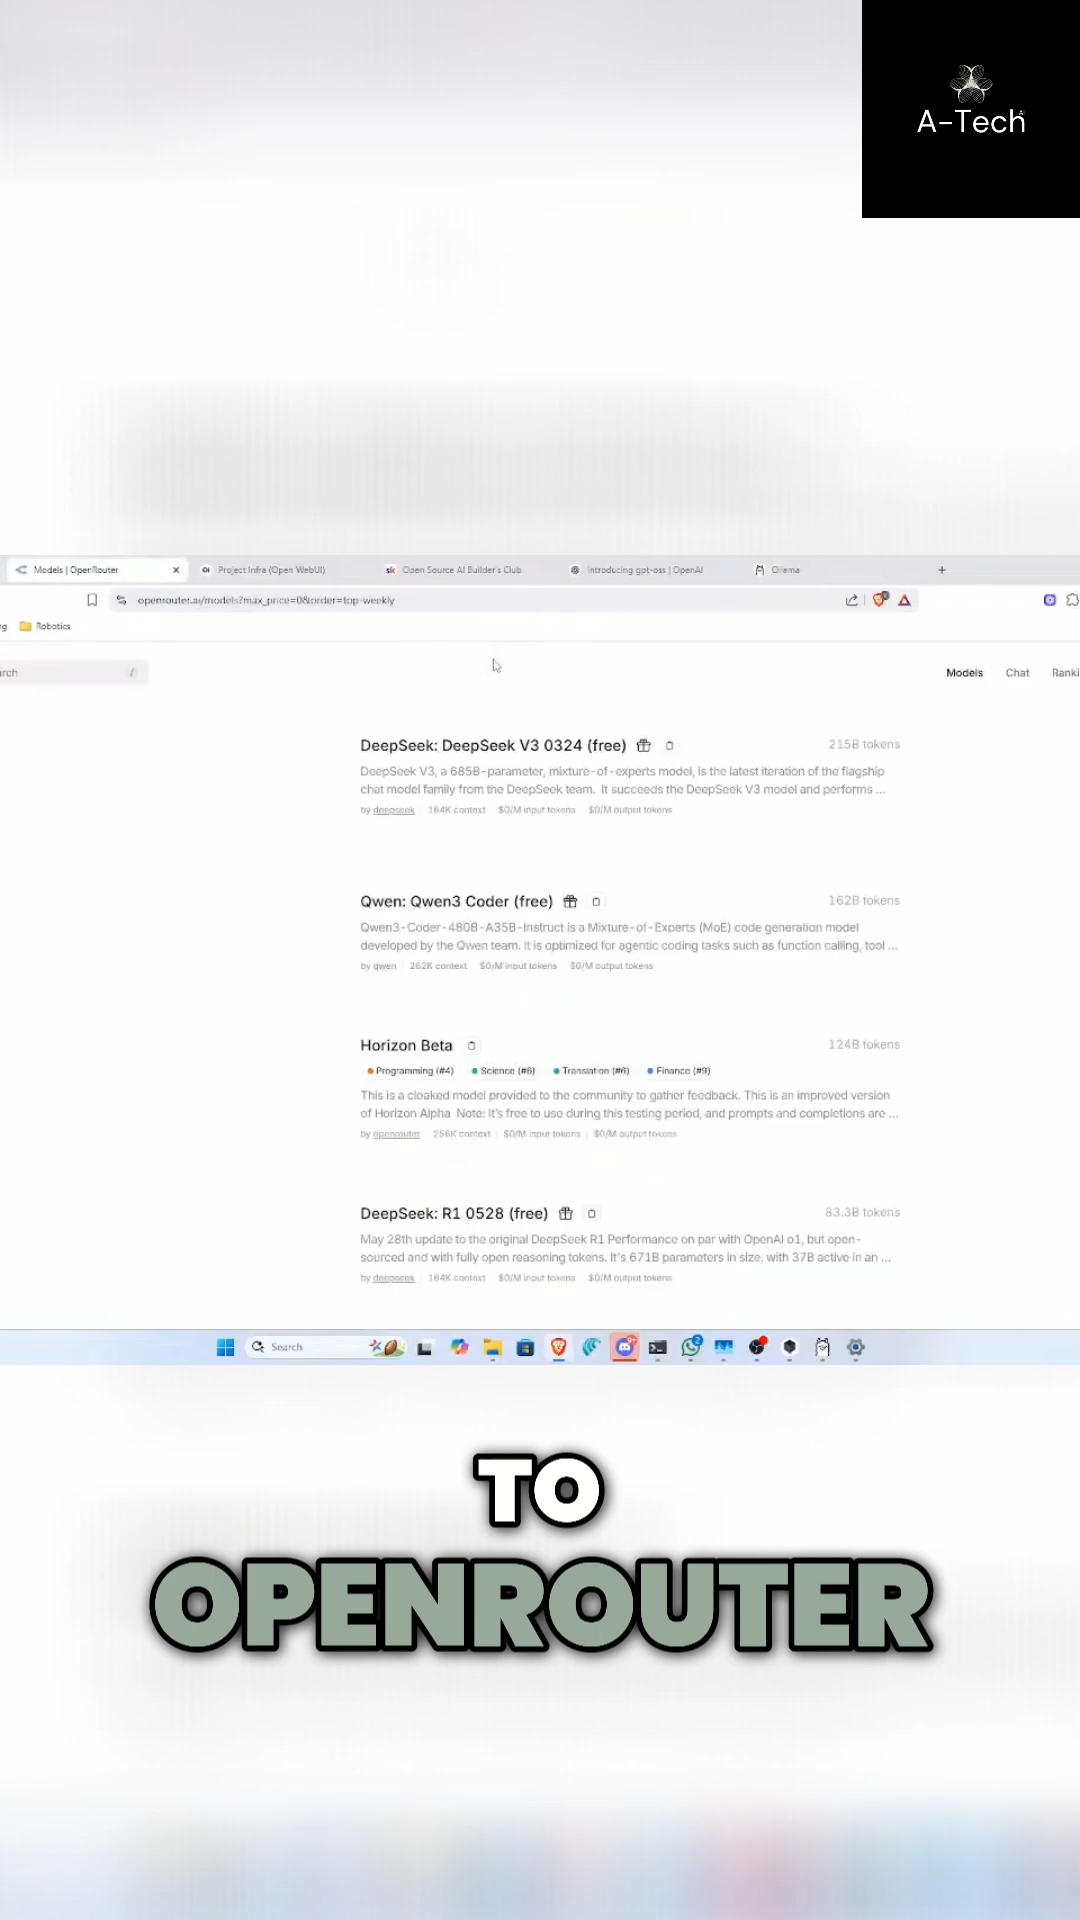 A-Tech
Models | OpenRouter
Project Infra (Open WebUI)
sk Open Source AI Builder's Club
Introducing gpt-oss | OpenAI
Ollama
openrouter.ai/models?max_price=0&order=top-weekly
Robotics
/
Models Chat Ranki
DeepSeek: DeepSeek V3 0324 (free) 215B tokens
DeepSeek V3, a 685B-parameter, mixture-of-experts model, is the latest iteration of the flagship
chat model family from the DeepSeek team. It succeeds the DeepSeek V3 model and performs ...
by deepseek 164K context $0/M input tokens $0/M output tokens
Qwen: Qwen3 Coder (free) 162B tokens
Qwen3-Coder-480B-A35B-Instruct is a Mixture-of-Experts (MoE) code generation model
developed by the Qwen team. It is optimized for agentic coding tasks such as function calling, tool ...
by qwen 262K context $0/M input tokens $0/M output tokens
Horizon Beta 124B tokens
Programming (#4) Science (#6) Translation (#6) Finance (#9)
This is a cloaked model provided to the community to gather feedback. This is an improved version
of Horizon Alpha Note: It's free to use during this testing period, and prompts and completions are ...
by openrouter 256K context $0/M input tokens $0/M output tokens
DeepSeek: R1 0528 (free) 83.3B tokens
May 28th update to the original DeepSeek R1 Performance on par with OpenAI o1, but open-
sourced and with fully open reasoning tokens. It's 671B parameters in size, with 37B active in an ...
by deepseek 164K context $0/M input tokens $0/M output tokens
Search
TO
OPENROUTER